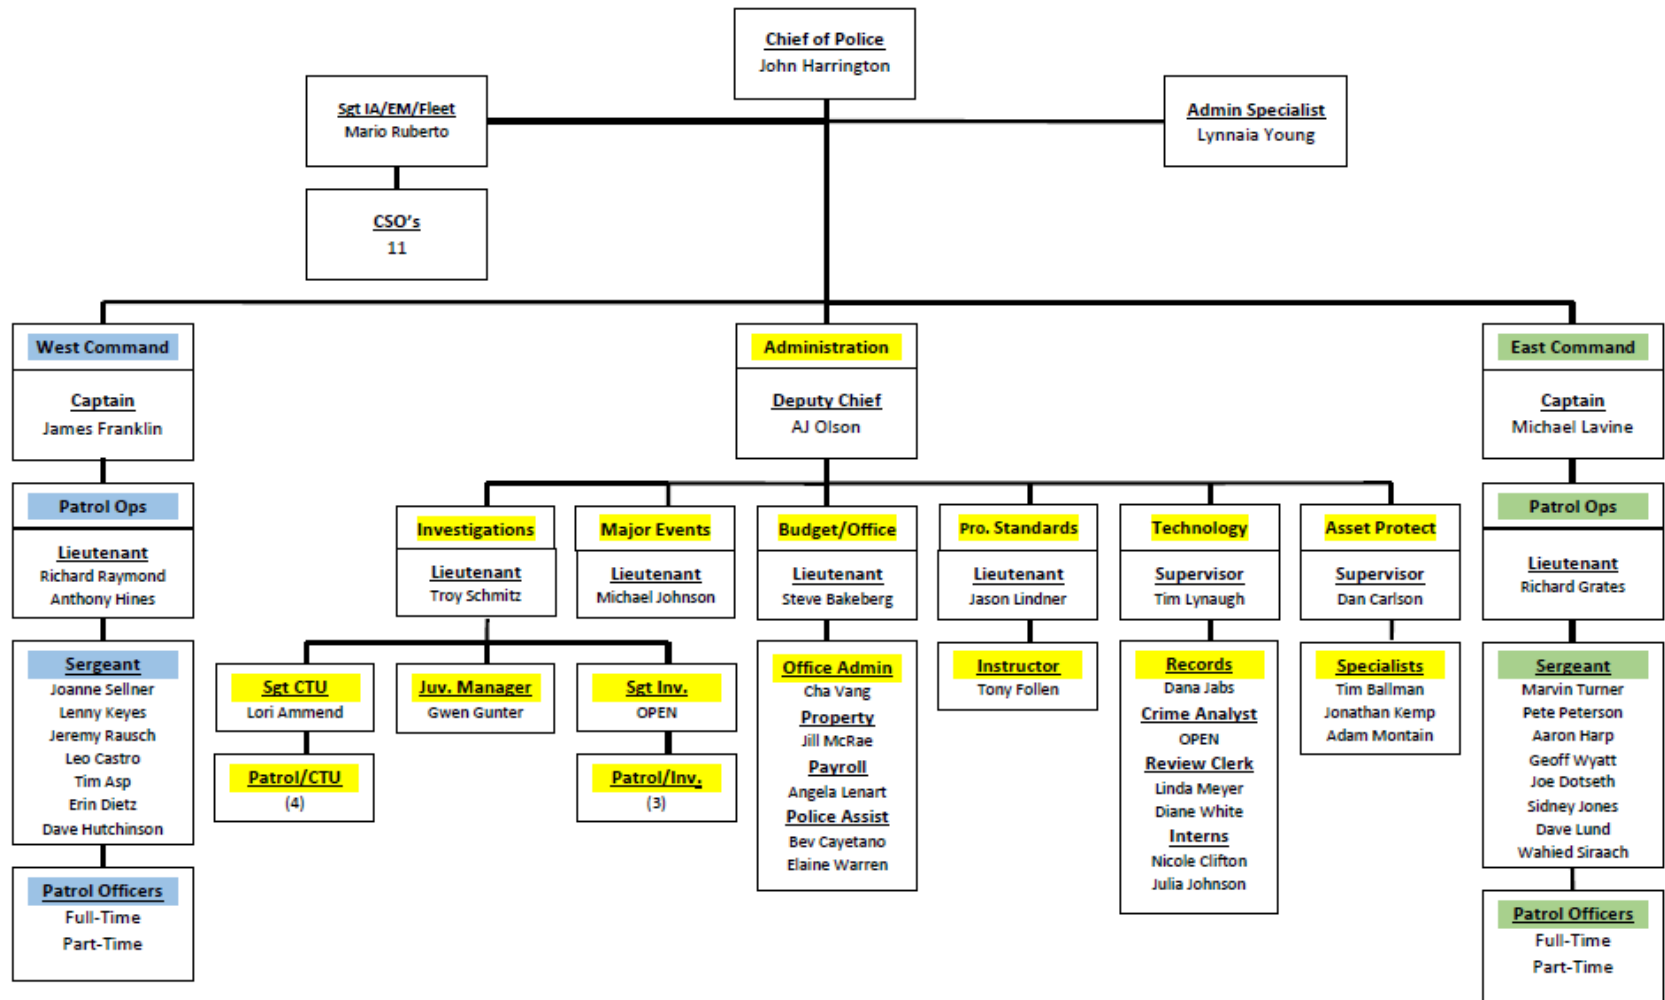 Chief of Police
John Harrington
Sgt IA/EM/Fleet
Mario Ruberto
Admin Specialist
Lynnaia Young
CSO's
11
West Command
Captain
James Franklin
Patrol Ops
Lieutenant
Richard Raymond
Anthony Hines
Sergeant
Joanne Sellner
Lenny Keyes
Jeremy Rausch
Leo Castro
Tim Asp
Erin Dietz
Dave Hutchinson
Patrol Officers
Full-Time
Part-Time
Administration
Deputy Chief
AJ Olson
Investigations
Lieutenant
Troy Schmitz
Sgt CTU
Lori Ammend
Patrol/CTU
(4)
Juv. Manager
Gwen Gunter
Sgt Inv.
OPEN
Patrol/Inv.
(3)
Major Events
Lieutenant
Michael Johnson
Budget/Office
Lieutenant
Steve Bakeberg
Office Admin
Cha Vang
Property
Jill McRae
Payroll
Angela Lenart
Police Assist
Bev Cayetano
Elaine Warren
Pro. Standards
Lieutenant
Jason Lindner
Instructor
Tony Follen
Technology
Supervisor
Tim Lynaugh
Records
Dana Jabs
Crime Analyst
OPEN
Review Clerk
Linda Meyer
Diane White
Interns
Nicole Clifton
Julia Johnson
Asset Protect
Supervisor
Dan Carlson
Specialists
Tim Ballman
Jonathan Kemp
Adam Montain
East Command
Captain
Michael Lavine
Patrol Ops
Lieutenant
Richard Grates
Sergeant
Marvin Turner
Pete Peterson
Aaron Harp
Geoff Wyatt
Joe Dotseth
Sidney Jones
Dave Lund
Wahied Siraach
Patrol Officers
Full-Time
Part-Time